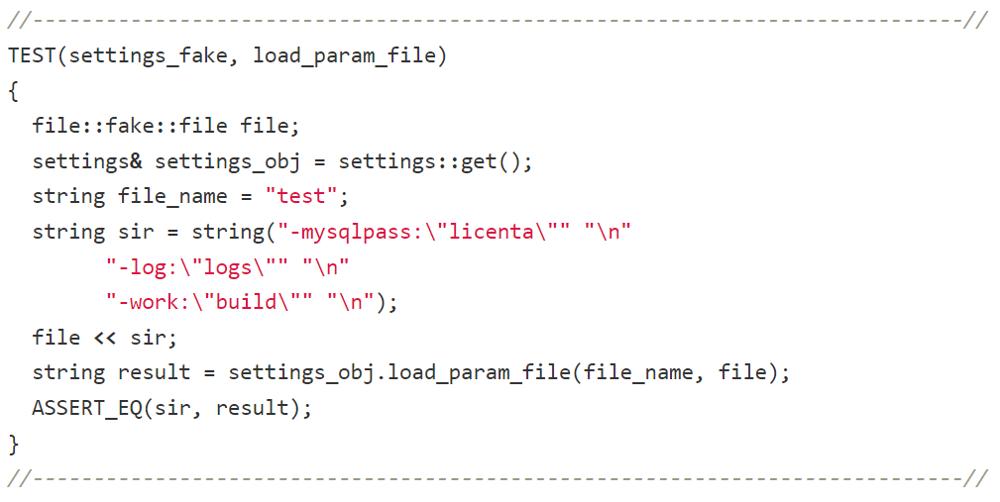 //----------------------------------------------------------------------------//
TEST(settings_fake, load_param_file)
{
  file::fake::file file;
  settings& settings_obj = settings::get();
  string file_name = "test";
  string sir = string("-mysqlpass:\"licenta\"" "\n"
        "-log:\"logs\"" "\n"
        "-work:\"build\"" "\n");
  file << sir;
  string result = settings_obj.load_param_file(file_name, file);
  ASSERT_EQ(sir, result);
}
//----------------------------------------------------------------------------//